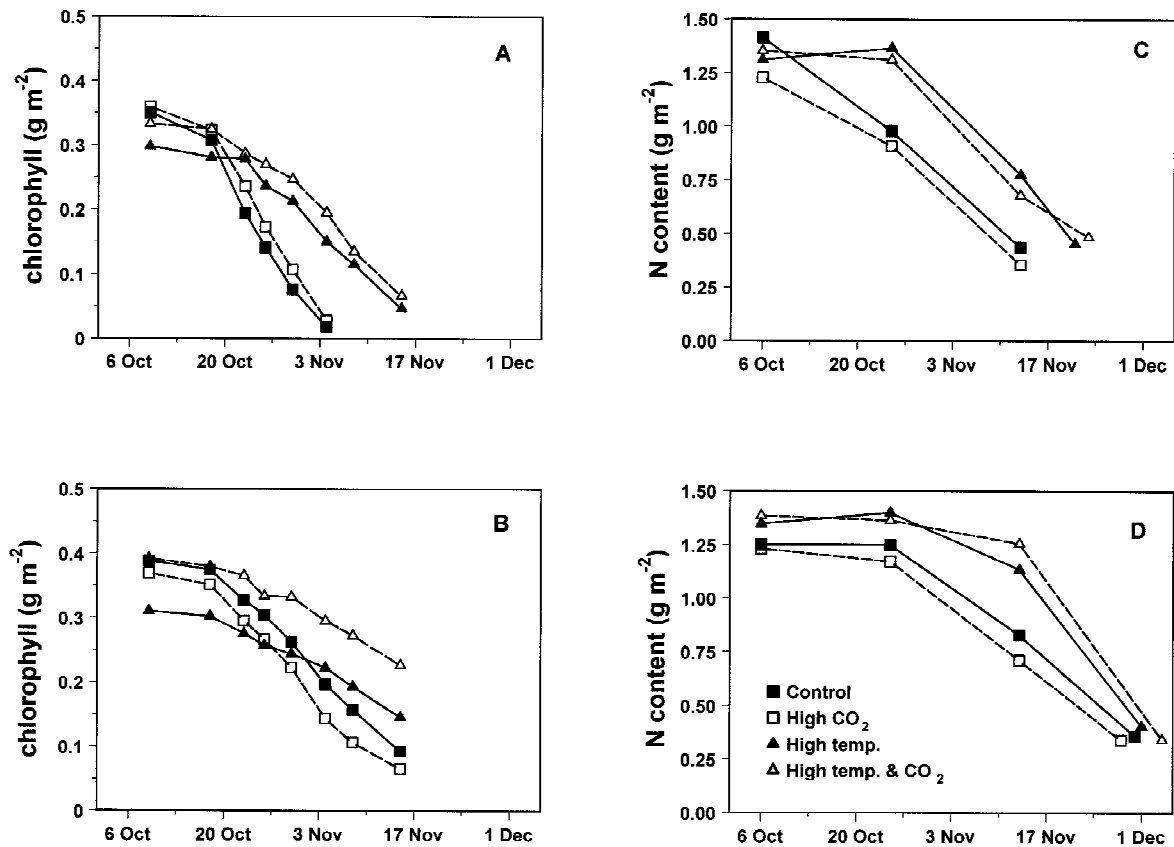 A
chlorophyll (g m-2)
0.5
0.4
0.3
0.2
0.1
0
6 Oct 20 Oct 3 Nov 17 Nov 1 Dec
C
N content (g m-2)
1.50
1.25
1.00
0.75
0.50
0.25
0.00
6 Oct 20 Oct 3 Nov 17 Nov 1 Dec
B
chlorophyll (g m-2)
0.5
0.4
0.3
0.2
0.1
0
6 Oct 20 Oct 3 Nov 17 Nov 1 Dec
D
N content (g m-2)
1.50
1.25
1.00
0.75
0.50
0.25
0.00
Control
High CO2
High temp.
High temp. & CO2
6 Oct 20 Oct 3 Nov 17 Nov 1 Dec